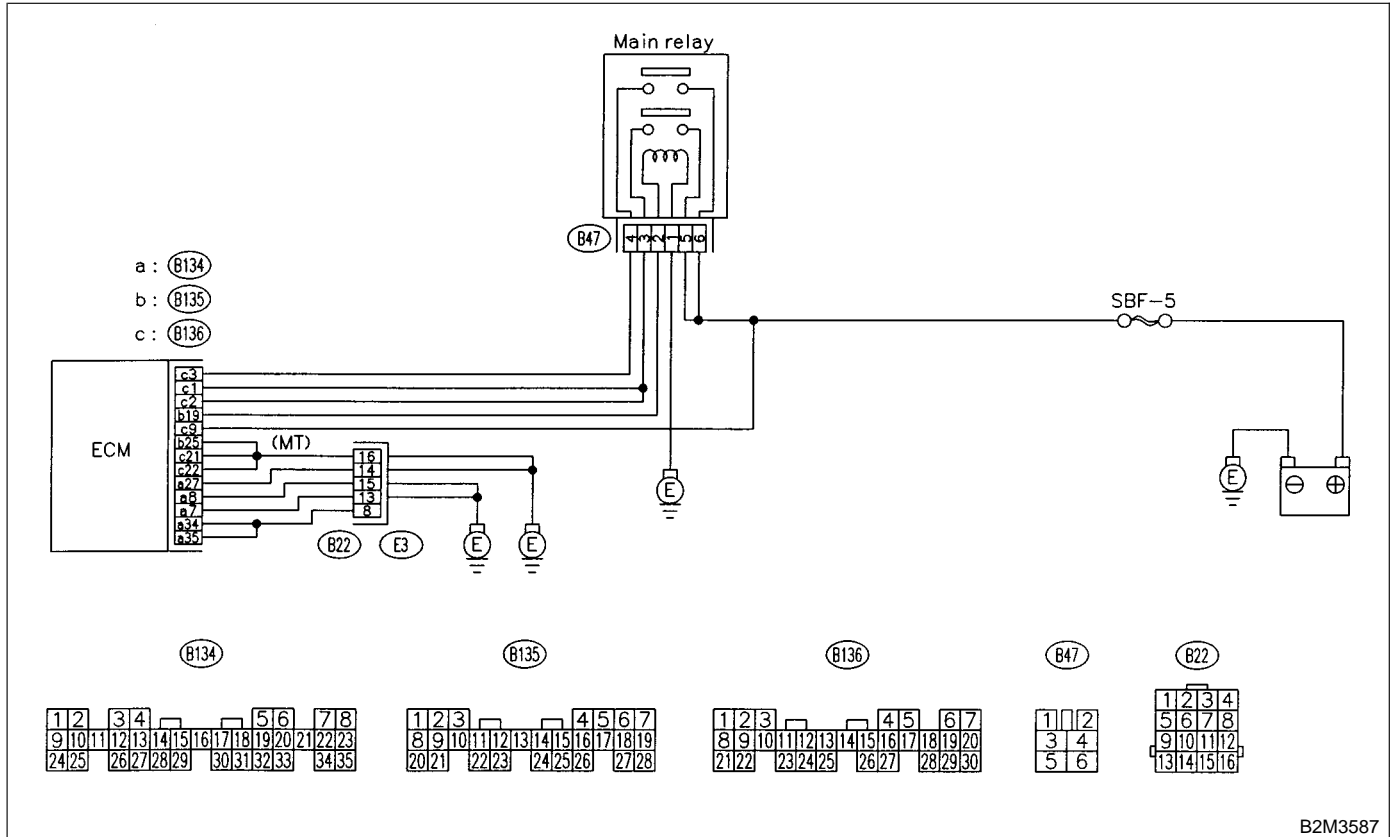 Main relay
B47
4 3 2 1 5 6
a : B134
b : B135
c : B136
SBF-5
ECM
c3
c1
c2
b19
c9
b25
c21
c22
a27
a8
a7
a34
a35
(MT)
16
14
15
13
8
B22
E3
E
E
E
E
⊖ ⊕
B134
1 2 3 4 5 6 7 8
9 10 11 12 13 14 15 16 17 18 19 20 21 22 23
24 25 26 27 28 29 30 31 32 33 34 35
B135
1 2 3 4 5 6 7
8 9 10 11 12 13 14 15 16 17 18 19
20 21 22 23 24 25 26 27 28
B136
1 2 3 4 5 6 7
8 9 10 11 12 13 14 15 16 17 18 19 20
21 22 23 24 25 26 27 28 29 30
B47
1 2
3 4
5 6
B22
1 2 3 4
5 6 7 8
9 10 11 12
13 14 15 16
B2M3587